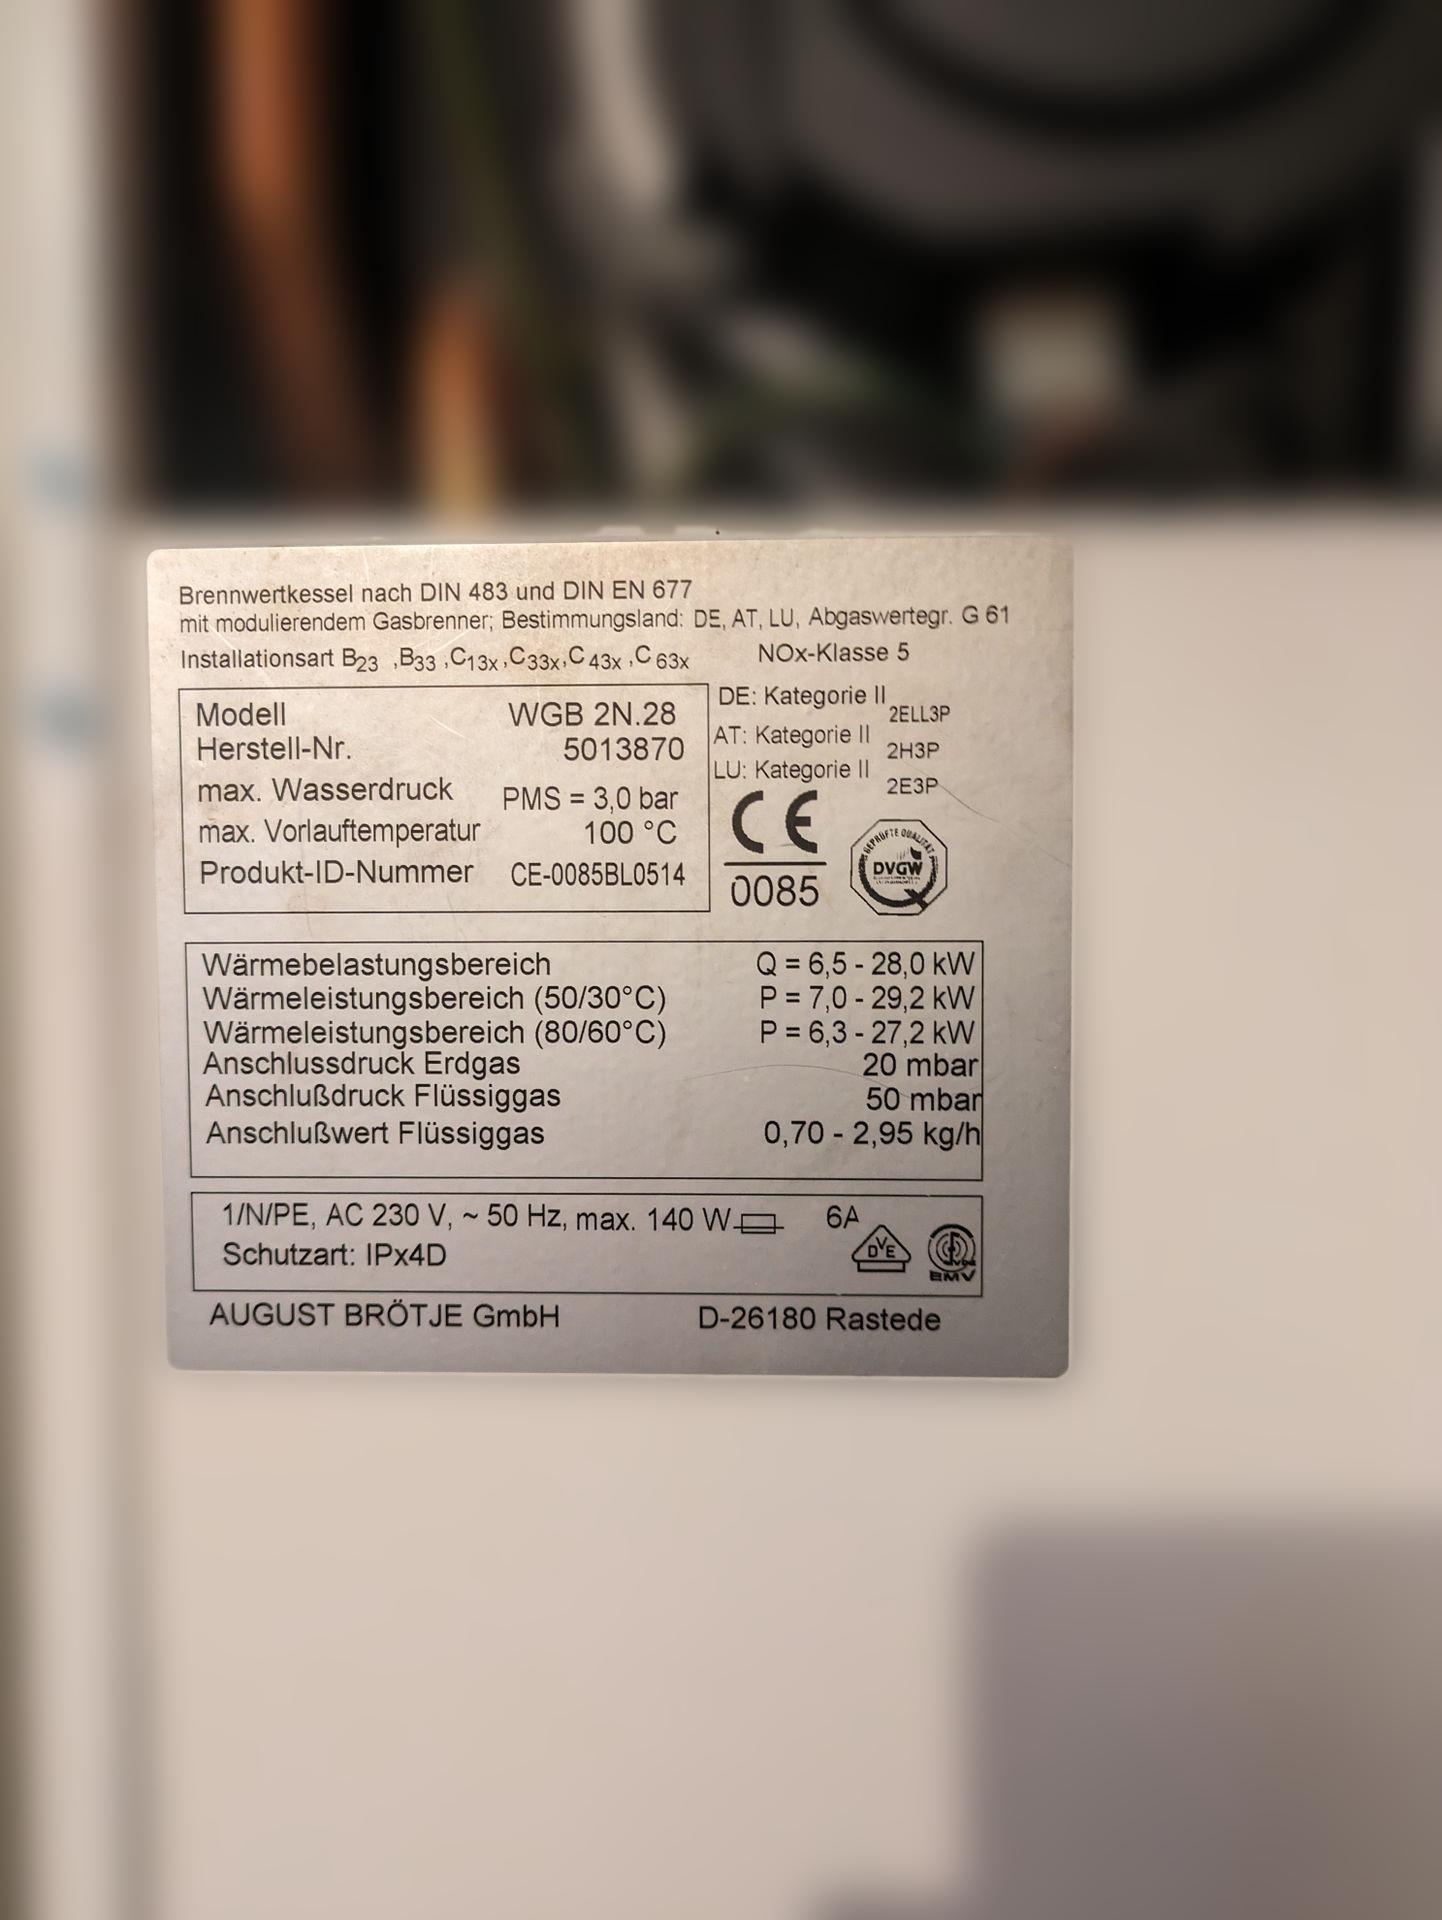 Brennwertkessel nach DIN 483 und DIN EN 677
mit modulierendem Gasbrenner; Bestimmungsland: DE, AT, LU, Abgaswertegr. G 61
Installationsart B23 ,B33 ,C13x,C33x,C43x ,C63x NOx-Klasse 5
Modell WGB 2N.28
Herstell-Nr. 5013870
max. Wasserdruck PMS = 3,0 bar
max. Vorlauftemperatur 100 °C
Produkt-ID-Nummer CE-0085BL0514
DE: Kategorie II 2ELL3P
AT: Kategorie II 2H3P
LU: Kategorie II 2E3P
CE
0085
GEPRÜFTE QUALITÄT
DVGW
Wärmebelastungsbereich Q = 6,5 - 28,0 kW
Wärmeleistungsbereich (50/30°C) P = 7,0 - 29,2 kW
Wärmeleistungsbereich (80/60°C) P = 6,3 - 27,2 kW
Anschlussdruck Erdgas 20 mbar
Anschlußdruck Flüssiggas 50 mbar
Anschlußwert Flüssiggas 0,70 - 2,95 kg/h
1/N/PE, AC 230 V, ~ 50 Hz, max. 140 W 6A
Schutzart: IPx4D
DVE
EMV
AUGUST BRÖTJE GmbH D-26180 Rastede